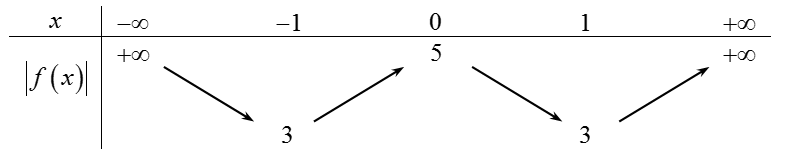 x −∞ −1 0 1 +∞
+∞ 5 +∞
|f(x)|
3 3